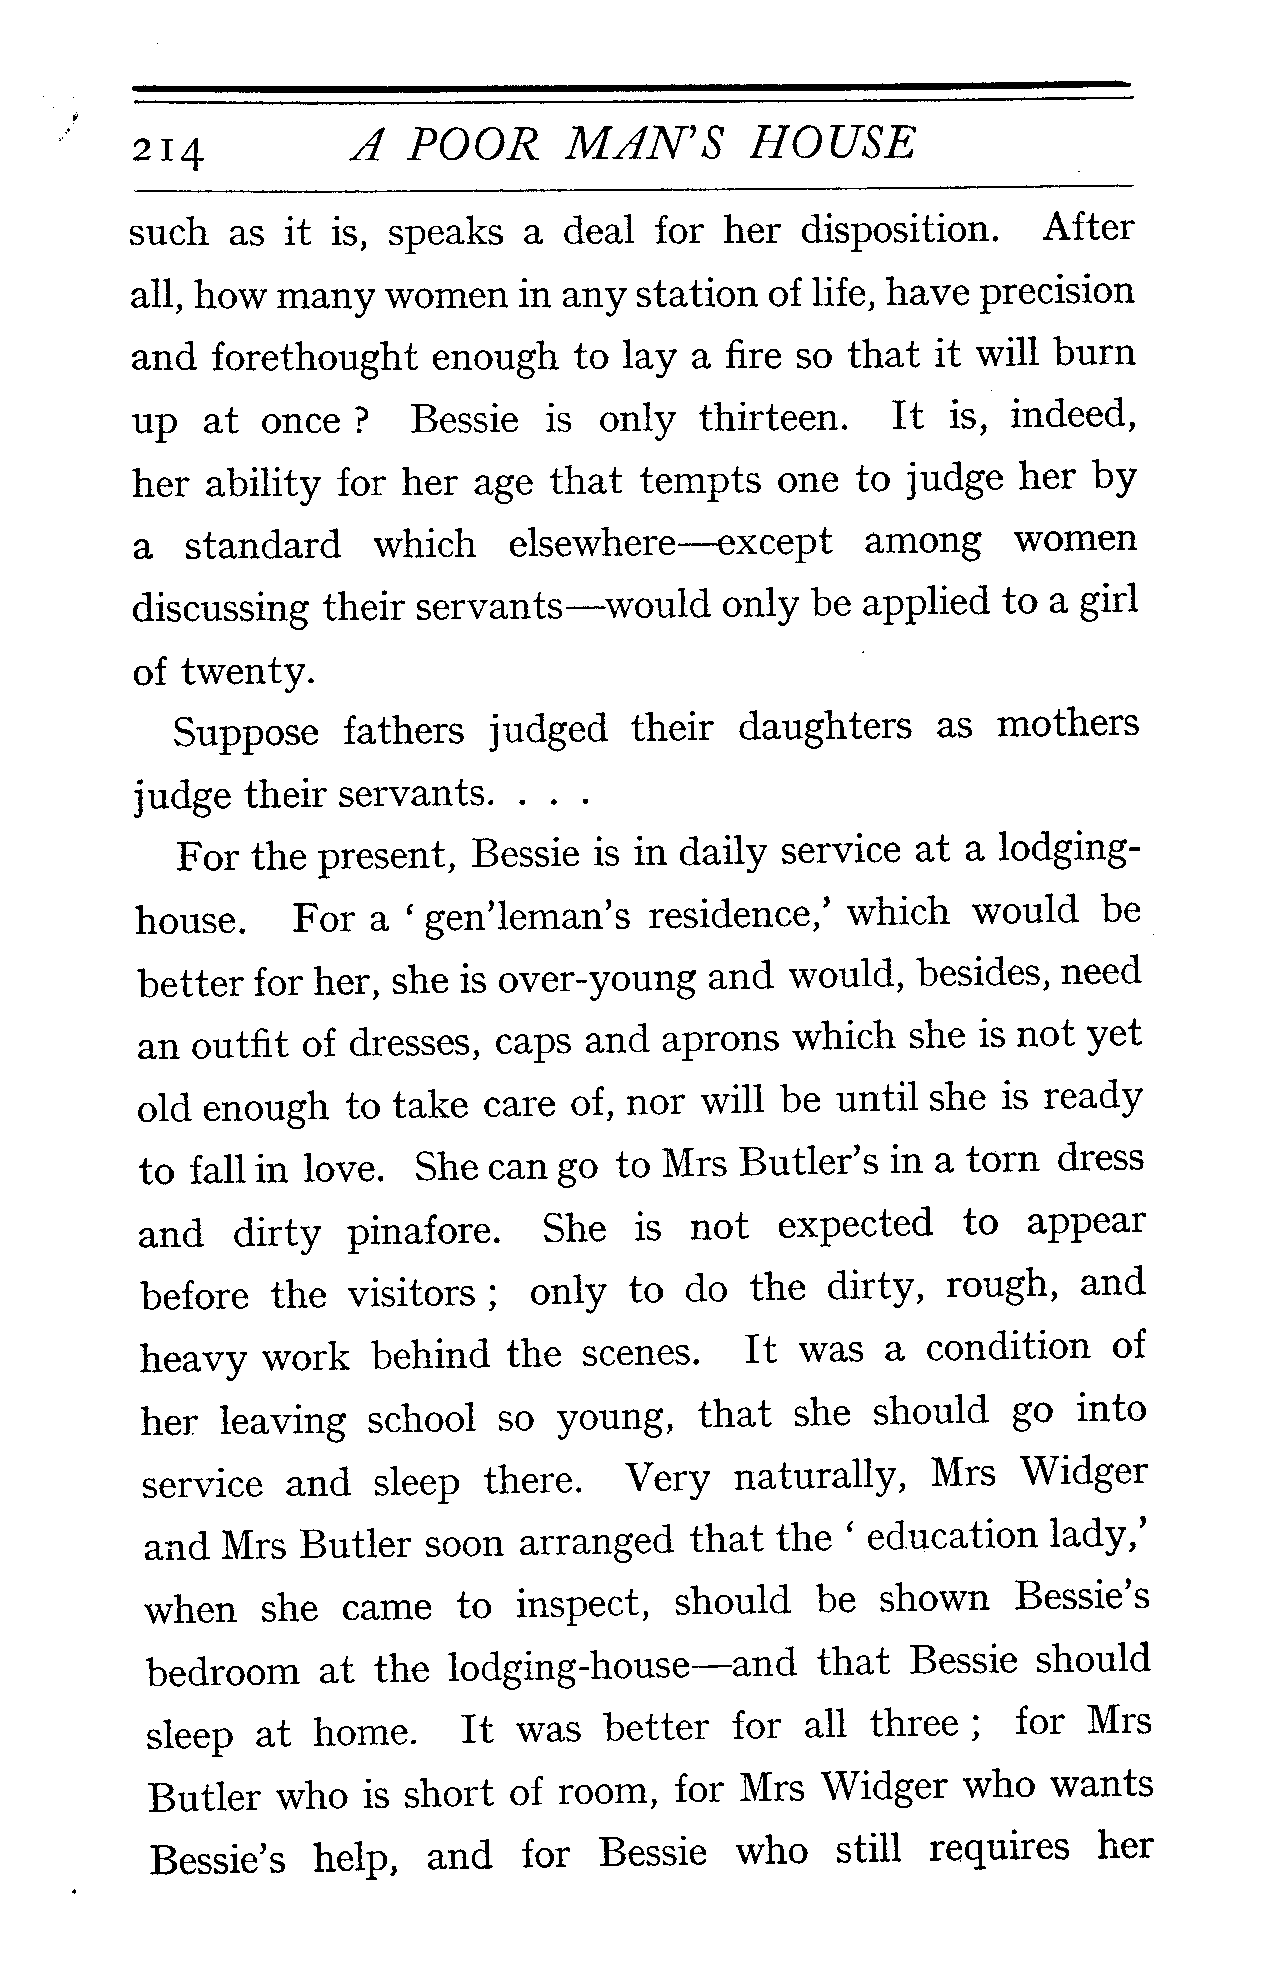 214 A POOR MAN'S HOUSE
such as it is, speaks a deal for her disposition. After
all, how many women in any station of life, have precision
and forethought enough to lay a fire so that it will burn
up at once ? Bessie is only thirteen. It is, indeed,
her ability for her age that tempts one to judge her by
a standard which elsewhere—except among women
discussing their servants—would only be applied to a girl
of twenty.
Suppose fathers judged their daughters as mothers
judge their servants. . . .
For the present, Bessie is in daily service at a lodging-
house. For a ‘ gen’leman’s residence,’ which would be
better for her, she is over-young and would, besides, need
an outfit of dresses, caps and aprons which she is not yet
old enough to take care of, nor will be until she is ready
to fall in love. She can go to Mrs Butler’s in a torn dress
and dirty pinafore. She is not expected to appear
before the visitors ; only to do the dirty, rough, and
heavy work behind the scenes. It was a condition of
her leaving school so young, that she should go into
service and sleep there. Very naturally, Mrs Widger
and Mrs Butler soon arranged that the ‘ education lady,’
when she came to inspect, should be shown Bessie’s
bedroom at the lodging-house—and that Bessie should
sleep at home. It was better for all three ; for Mrs
Butler who is short of room, for Mrs Widger who wants
Bessie’s help, and for Bessie who still requires her